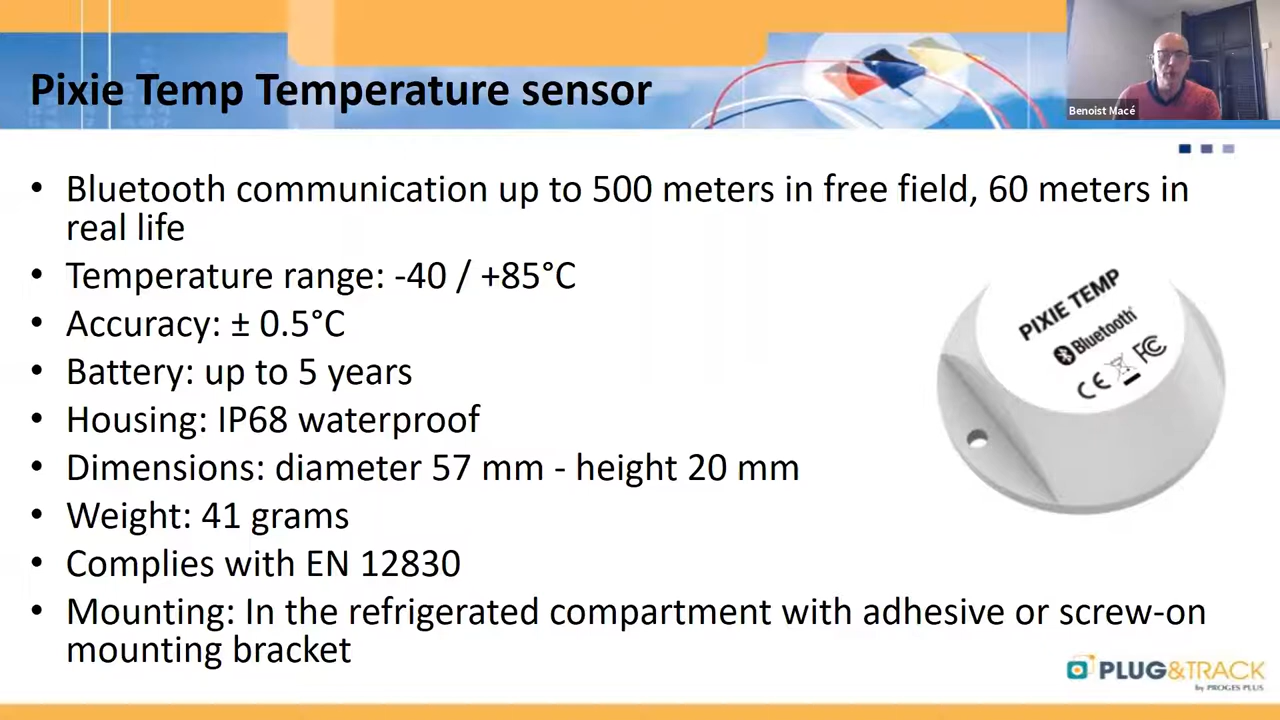 Pixie Temp Temperature sensor
Benoist Macé
• Bluetooth communication up to 500 meters in free field, 60 meters in
real life
• Temperature range: -40 / +85°C
• Accuracy: ± 0.5°C
• Battery: up to 5 years
• Housing: IP68 waterproof
• Dimensions: diameter 57 mm - height 20 mm
• Weight: 41 grams
• Complies with EN 12830
• Mounting: In the refrigerated compartment with adhesive or screw-on
mounting bracket
PIXIE TEMP
Bluetooth
CE FC
PLUG&TRACK
by PROGES PLUS